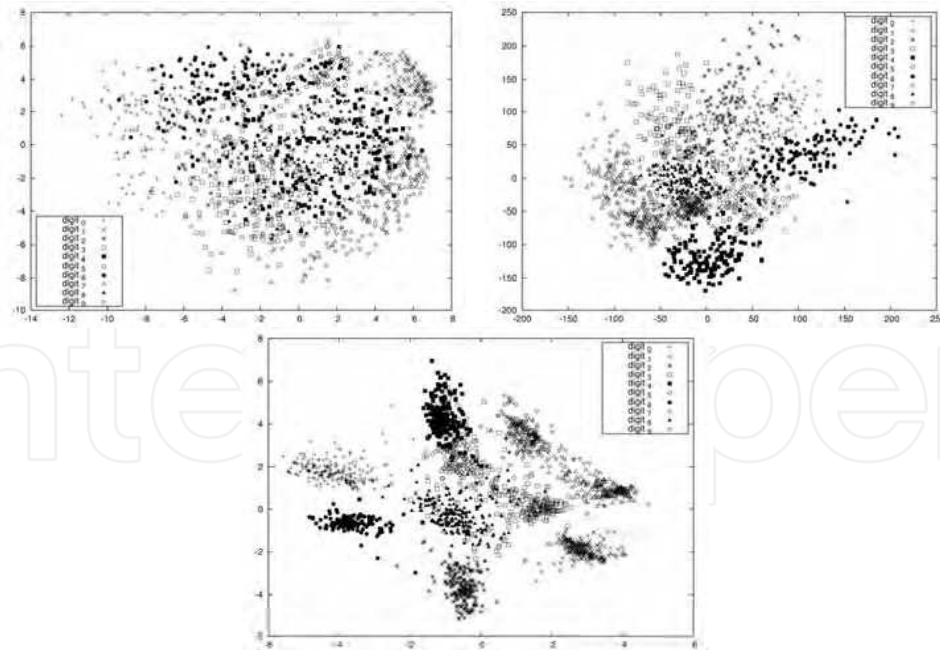 8
6
4
2
0
-2
-4
-6
-8
-10
digit 0
digit 1
digit 2
digit 3
digit 4
digit 5
digit 6
digit 7
digit 8
digit 9
-14 -12 -10 -8 -6 -4 -2 0 2 4 6 8
250
200
150
100
50
0
-50
-100
-150
-200
digit 0
digit 1
digit 2
digit 3
digit 4
digit 5
digit 6
digit 7
digit 8
digit 9
-200 -150 -100 -50 0 50 100 150 200 25
8
6
4
2
0
-2
-4
-6
digit 0
digit 1
digit 2
digit 3
digit 4
digit 5
digit 6
digit 7
digit 8
digit 9
-6 -4 -2 0 2 4 6